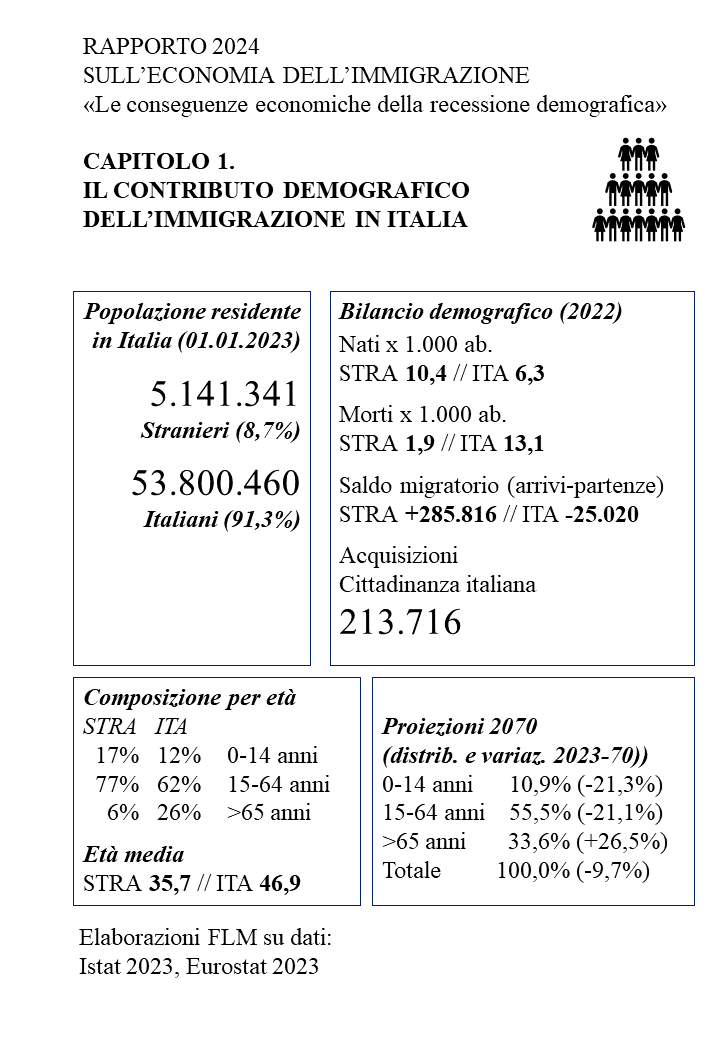 RAPPORTO 2024
SULL’ECONOMIA DELL’IMMIGRAZIONE
«Le conseguenze economiche della recessione demografica»
CAPITOLO 1.
IL CONTRIBUTO DEMOGRAFICO
DELL’IMMIGRAZIONE IN ITALIA
Popolazione residente
in Italia (01.01.2023)
5.141.341
Stranieri (8,7%)
53.800.460
Italiani (91,3%)
Bilancio demografico (2022)
Nati x 1.000 ab.
STRA 10,4 // ITA 6,3
Morti x 1.000 ab.
STRA 1,9 // ITA 13,1
Saldo migratorio (arrivi-partenze)
STRA +285.816 // ITA -25.020
Acquisizioni
Cittadinanza italiana
213.716
Composizione per età
STRA ITA
17% 12% 0-14 anni
77% 62% 15-64 anni
6% 26% >65 anni
Età media
STRA 35,7 // ITA 46,9
Proiezioni 2070
(distrib. e variaz. 2023-70))
0-14 anni 10,9% (-21,3%)
15-64 anni 55,5% (-21,1%)
>65 anni 33,6% (+26,5%)
Totale 100,0% (-9,7%)
Elaborazioni FLM su dati:
Istat 2023, Eurostat 2023